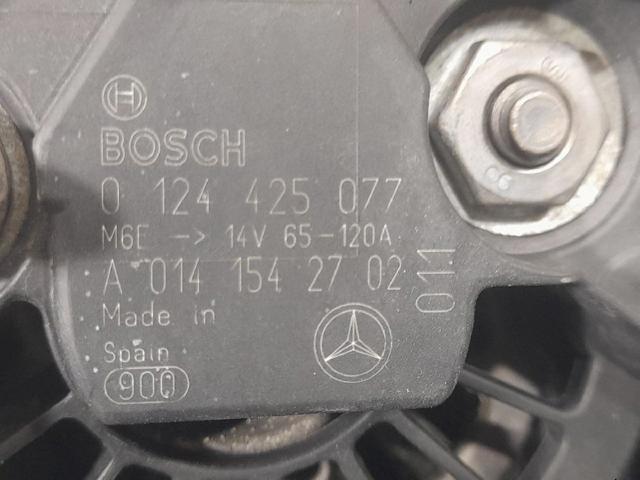 BOSCH
0 124 425 077
M6E -> 14V 65-120A
A 014 154 27 02
011
Made in
Spain
900